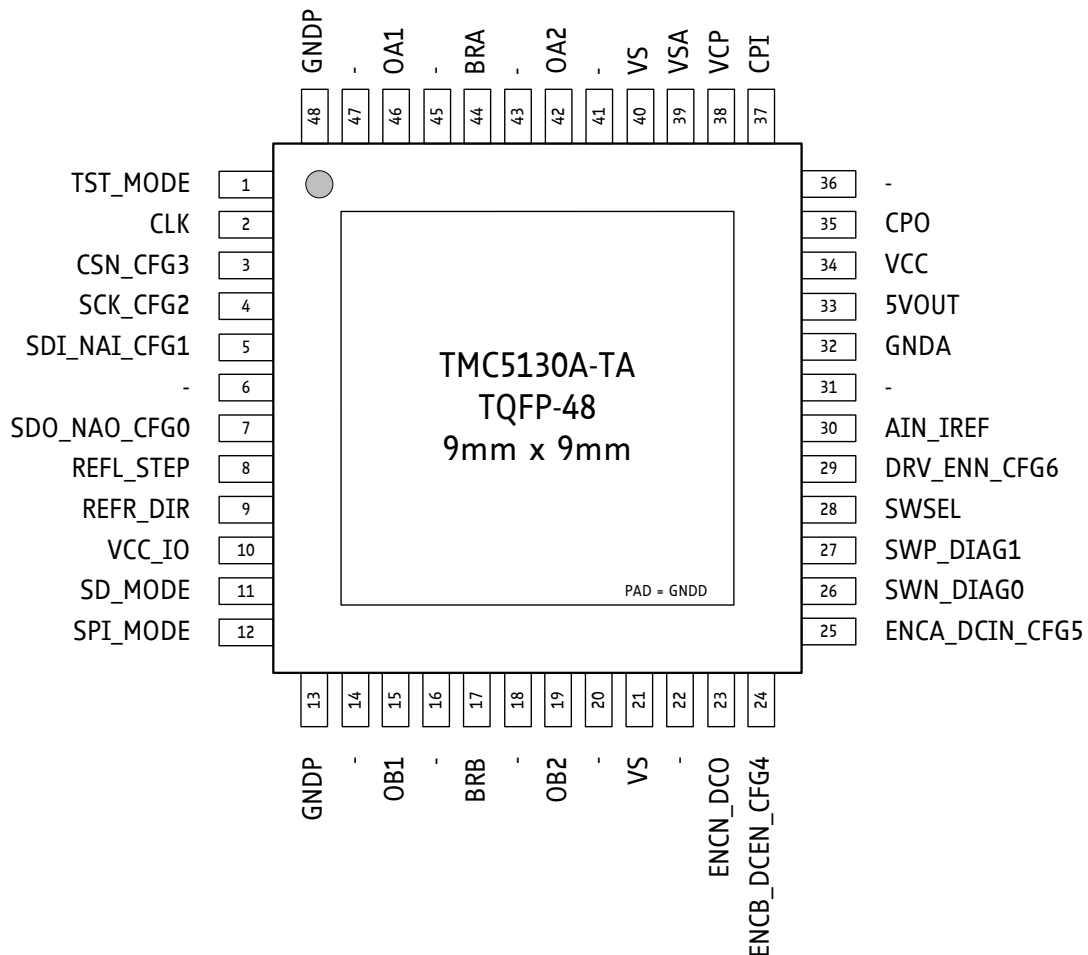 GNDP - OA1 - BRA - OA2 - VS VSA VCP CPI
48 47 46 45 44 43 42 41 40 39 38 37
TST_MODE 1
CLK 2
CSN_CFG3 3
SCK_CFG2 4
SDI_NAI_CFG1 5
- 6
SDO_NAO_CFG0 7
REFL_STEP 8
REFR_DIR 9
VCC_IO 10
SD_MODE 11
SPI_MODE 12
TMC5130A-TA
TQFP-48
9mm x 9mm
PAD = GNDD
36 -
35 CPO
34 VCC
33 5VOUT
32 GNDA
31 -
30 AIN_IREF
29 DRV_ENN_CFG6
28 SWSEL
27 SWP_DIAG1
26 SWN_DIAG0
25 ENCA_DCIN_CFG5
13 14 15 16 17 18 19 20 21 22 23 24
GNDP - OB1 - BRB - OB2 - VS - ENCN_DCO ENCB_DCEN_CFG4